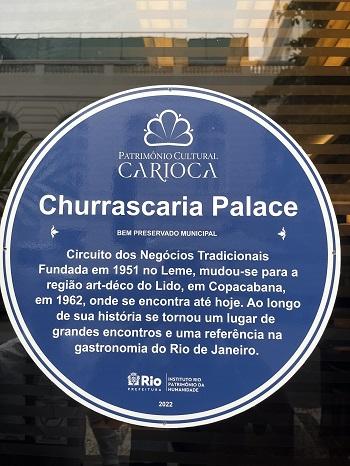 PATRIMÔNIO CULTURAL
CARIOCA
Churrascaria Palace
BEM PRESERVADO MUNICIPAL
Circuito dos Negócios Tradicionais
Fundada em 1951 no Leme, mudou-se para a
região art-déco do Lido, em Copacabana,
em 1962, onde se encontra até hoje. Ao longo
de sua história se tornou um lugar de
grandes encontros e uma referência na
gastronomia do Rio de Janeiro.
Rio
PREFEITURA
INSTITUTO RIO
PATRIMÔNIO DA
HUMANIDADE
2022